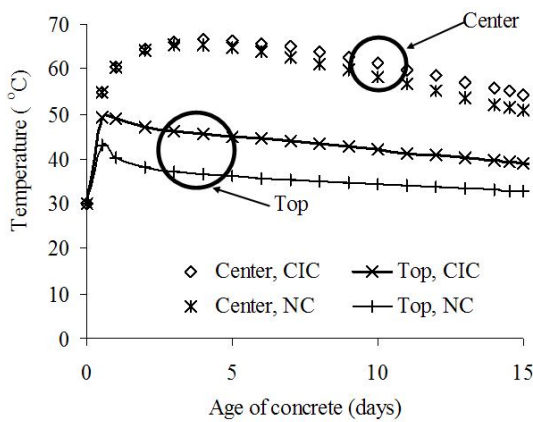 70
60
50
40
30
20
10
0
Temperature ( °C)
Center
Top
Center, CIC
Top, CIC
Center, NC
Top, NC
0
5
10
15
Age of concrete (days)